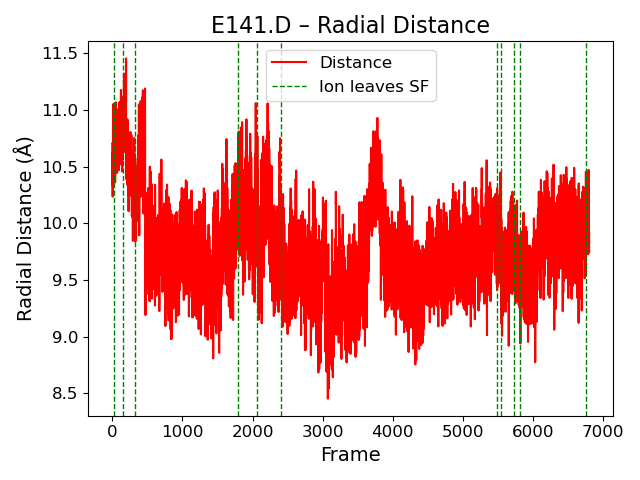 E141.D – Radial Distance
Distance
Ion leaves SF
Radial Distance (Å)
11.5
11.0
10.5
10.0
9.5
9.0
8.5
0 1000 2000 3000 4000 5000 6000 7000
Frame